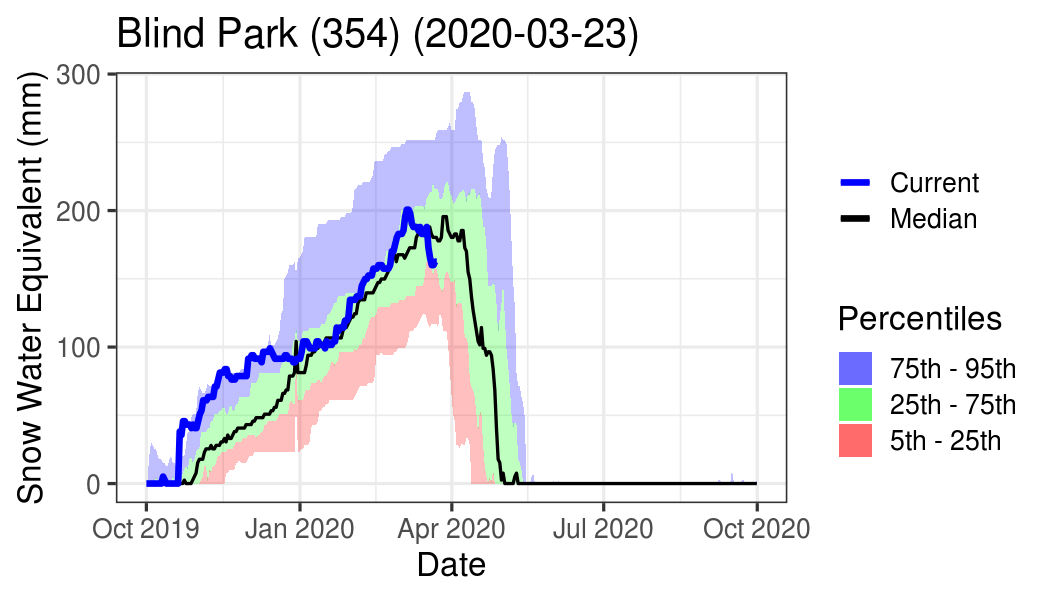 Blind Park (354) (2020-03-23)
Snow Water Equivalent (mm)
300
200
100
0
Oct 2019
Jan 2020
Apr 2020
Jul 2020
Oct 2020
Date
Current
Median
Percentiles
75th - 95th
25th - 75th
5th - 25th